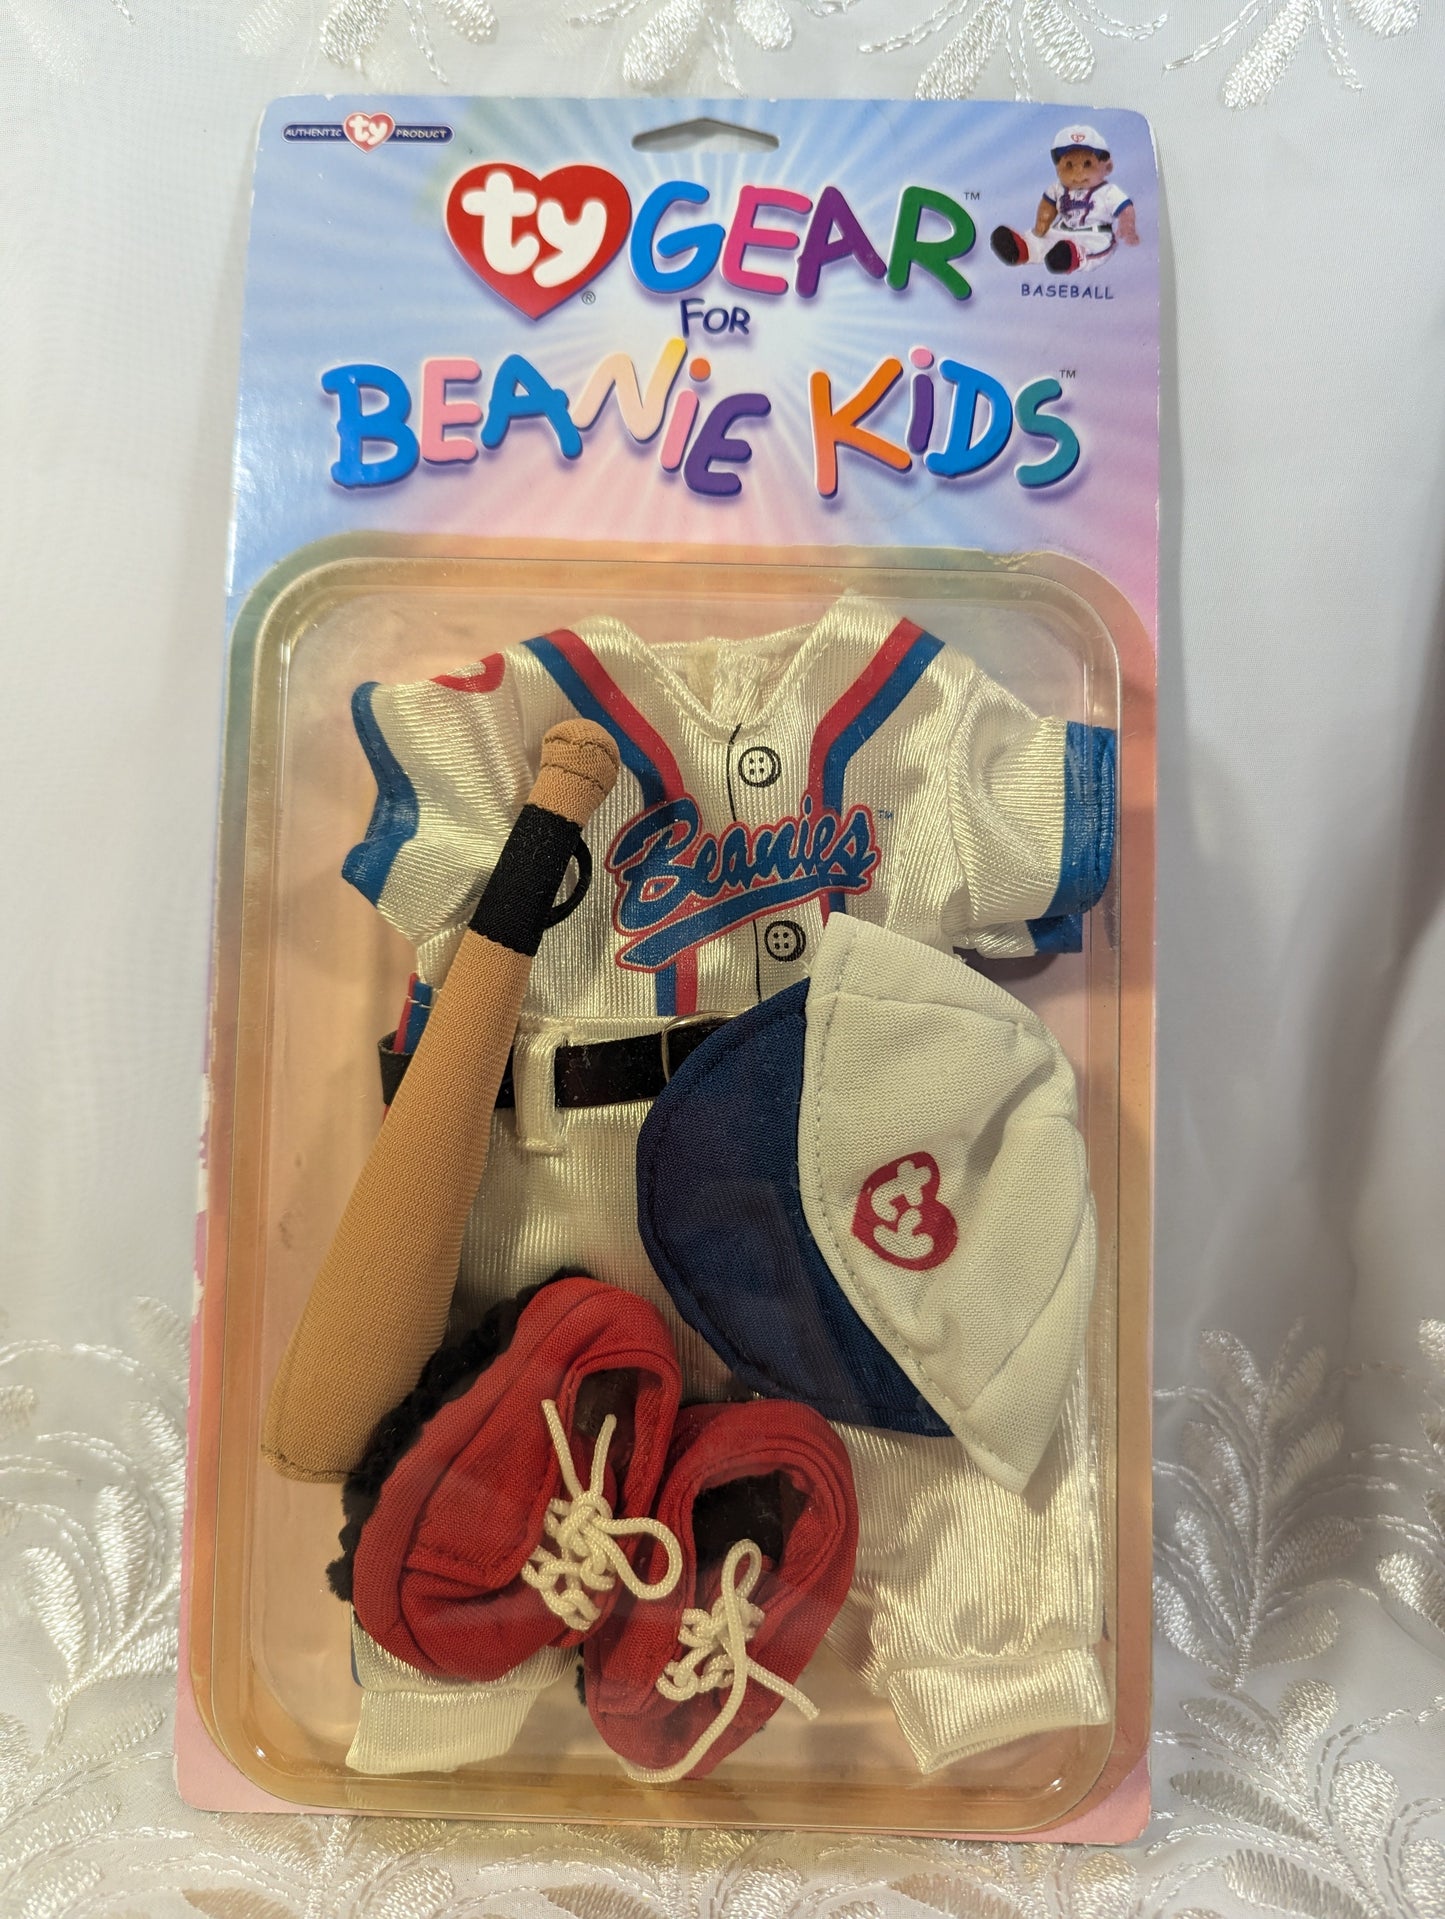 AUTHENTIC ty PRODUCT
ty® GEAR™
FOR
BEANIE KIDS™
BASEBALL
Beanies™
ty